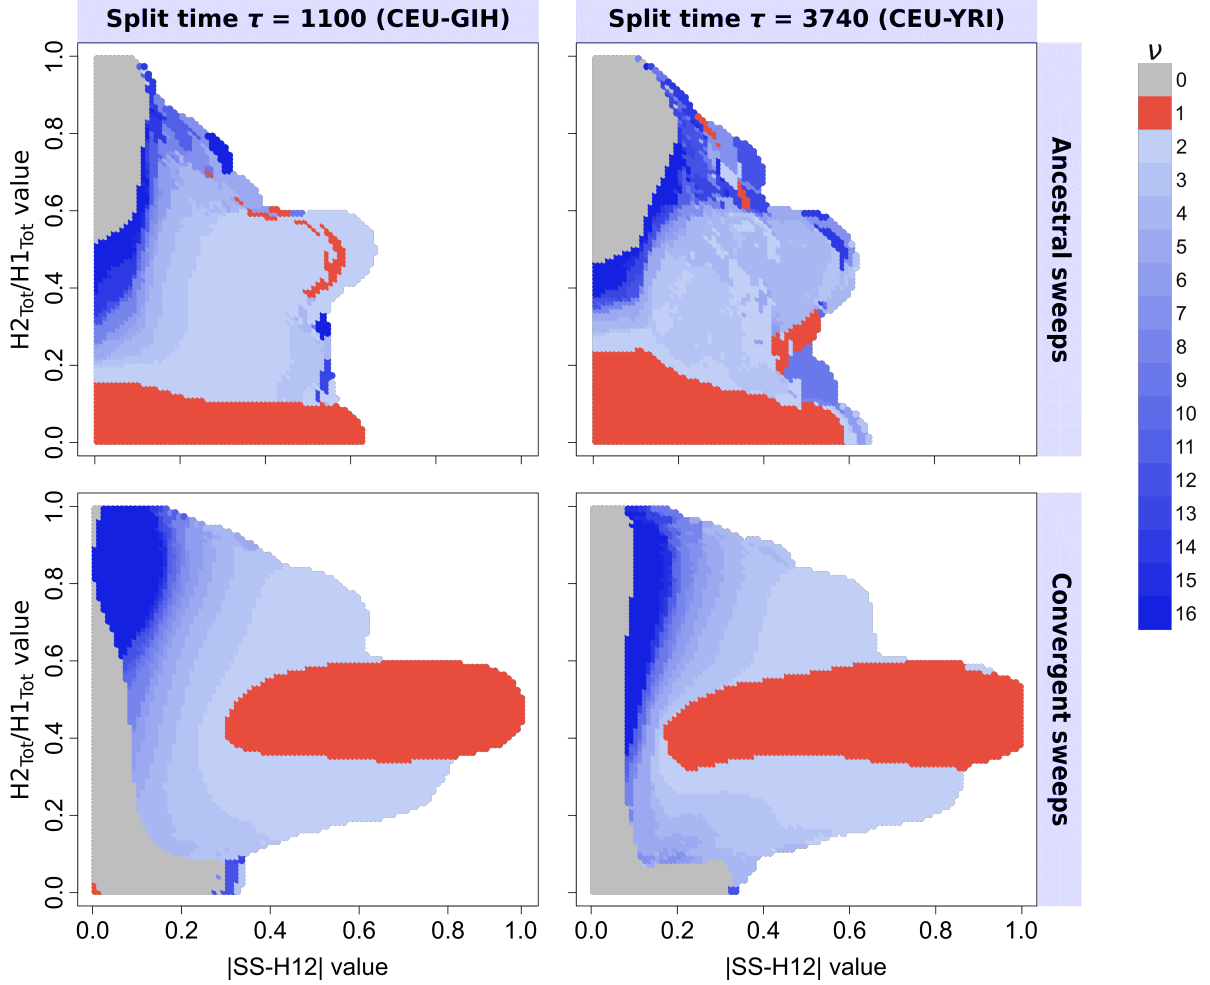 Split time τ = 1100 (CEU-GIH)
Split time τ = 3740 (CEU-YRI)
H2Tot/H1Tot value
0.0 0.2 0.4 0.6 0.8 1.0
Ancestral sweeps
H2Tot/H1Tot value
0.0 0.2 0.4 0.6 0.8 1.0
Convergent sweeps
0.0 0.2 0.4 0.6 0.8 1.0
0.0 0.2 0.4 0.6 0.8 1.0
|SS-H12| value
|SS-H12| value
ν
0
1
2
3
4
5
6
7
8
9
10
11
12
13
14
15
16